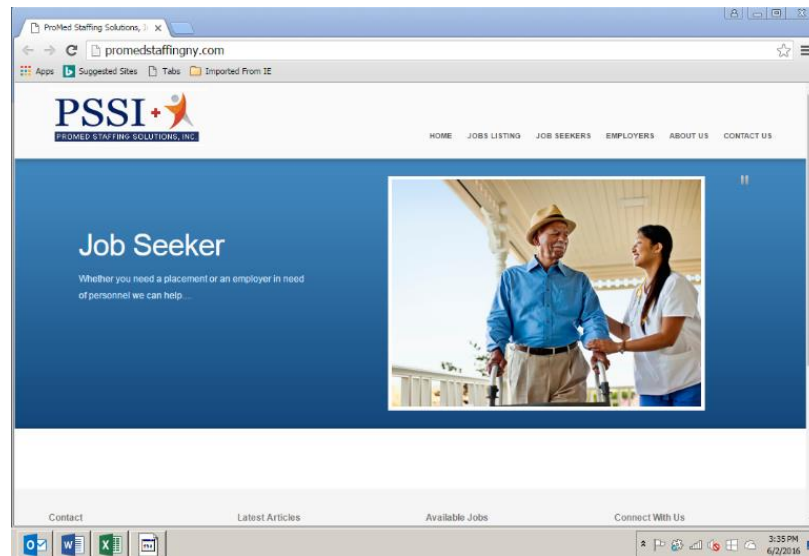 ProMed Staffing Solutions, I
promedstaffingny.com
Apps Suggested Sites Tabs Imported From IE
PSSI
PROMED STAFFING SOLUTIONS, INC.
HOME JOBS LISTING JOB SEEKERS EMPLOYERS ABOUT US CONTACT US
Job Seeker
Whether you need a placement or an employer in need
of personnel we can help...
Contact Latest Articles Available Jobs Connect With Us
3:35 PM
6/2/2016